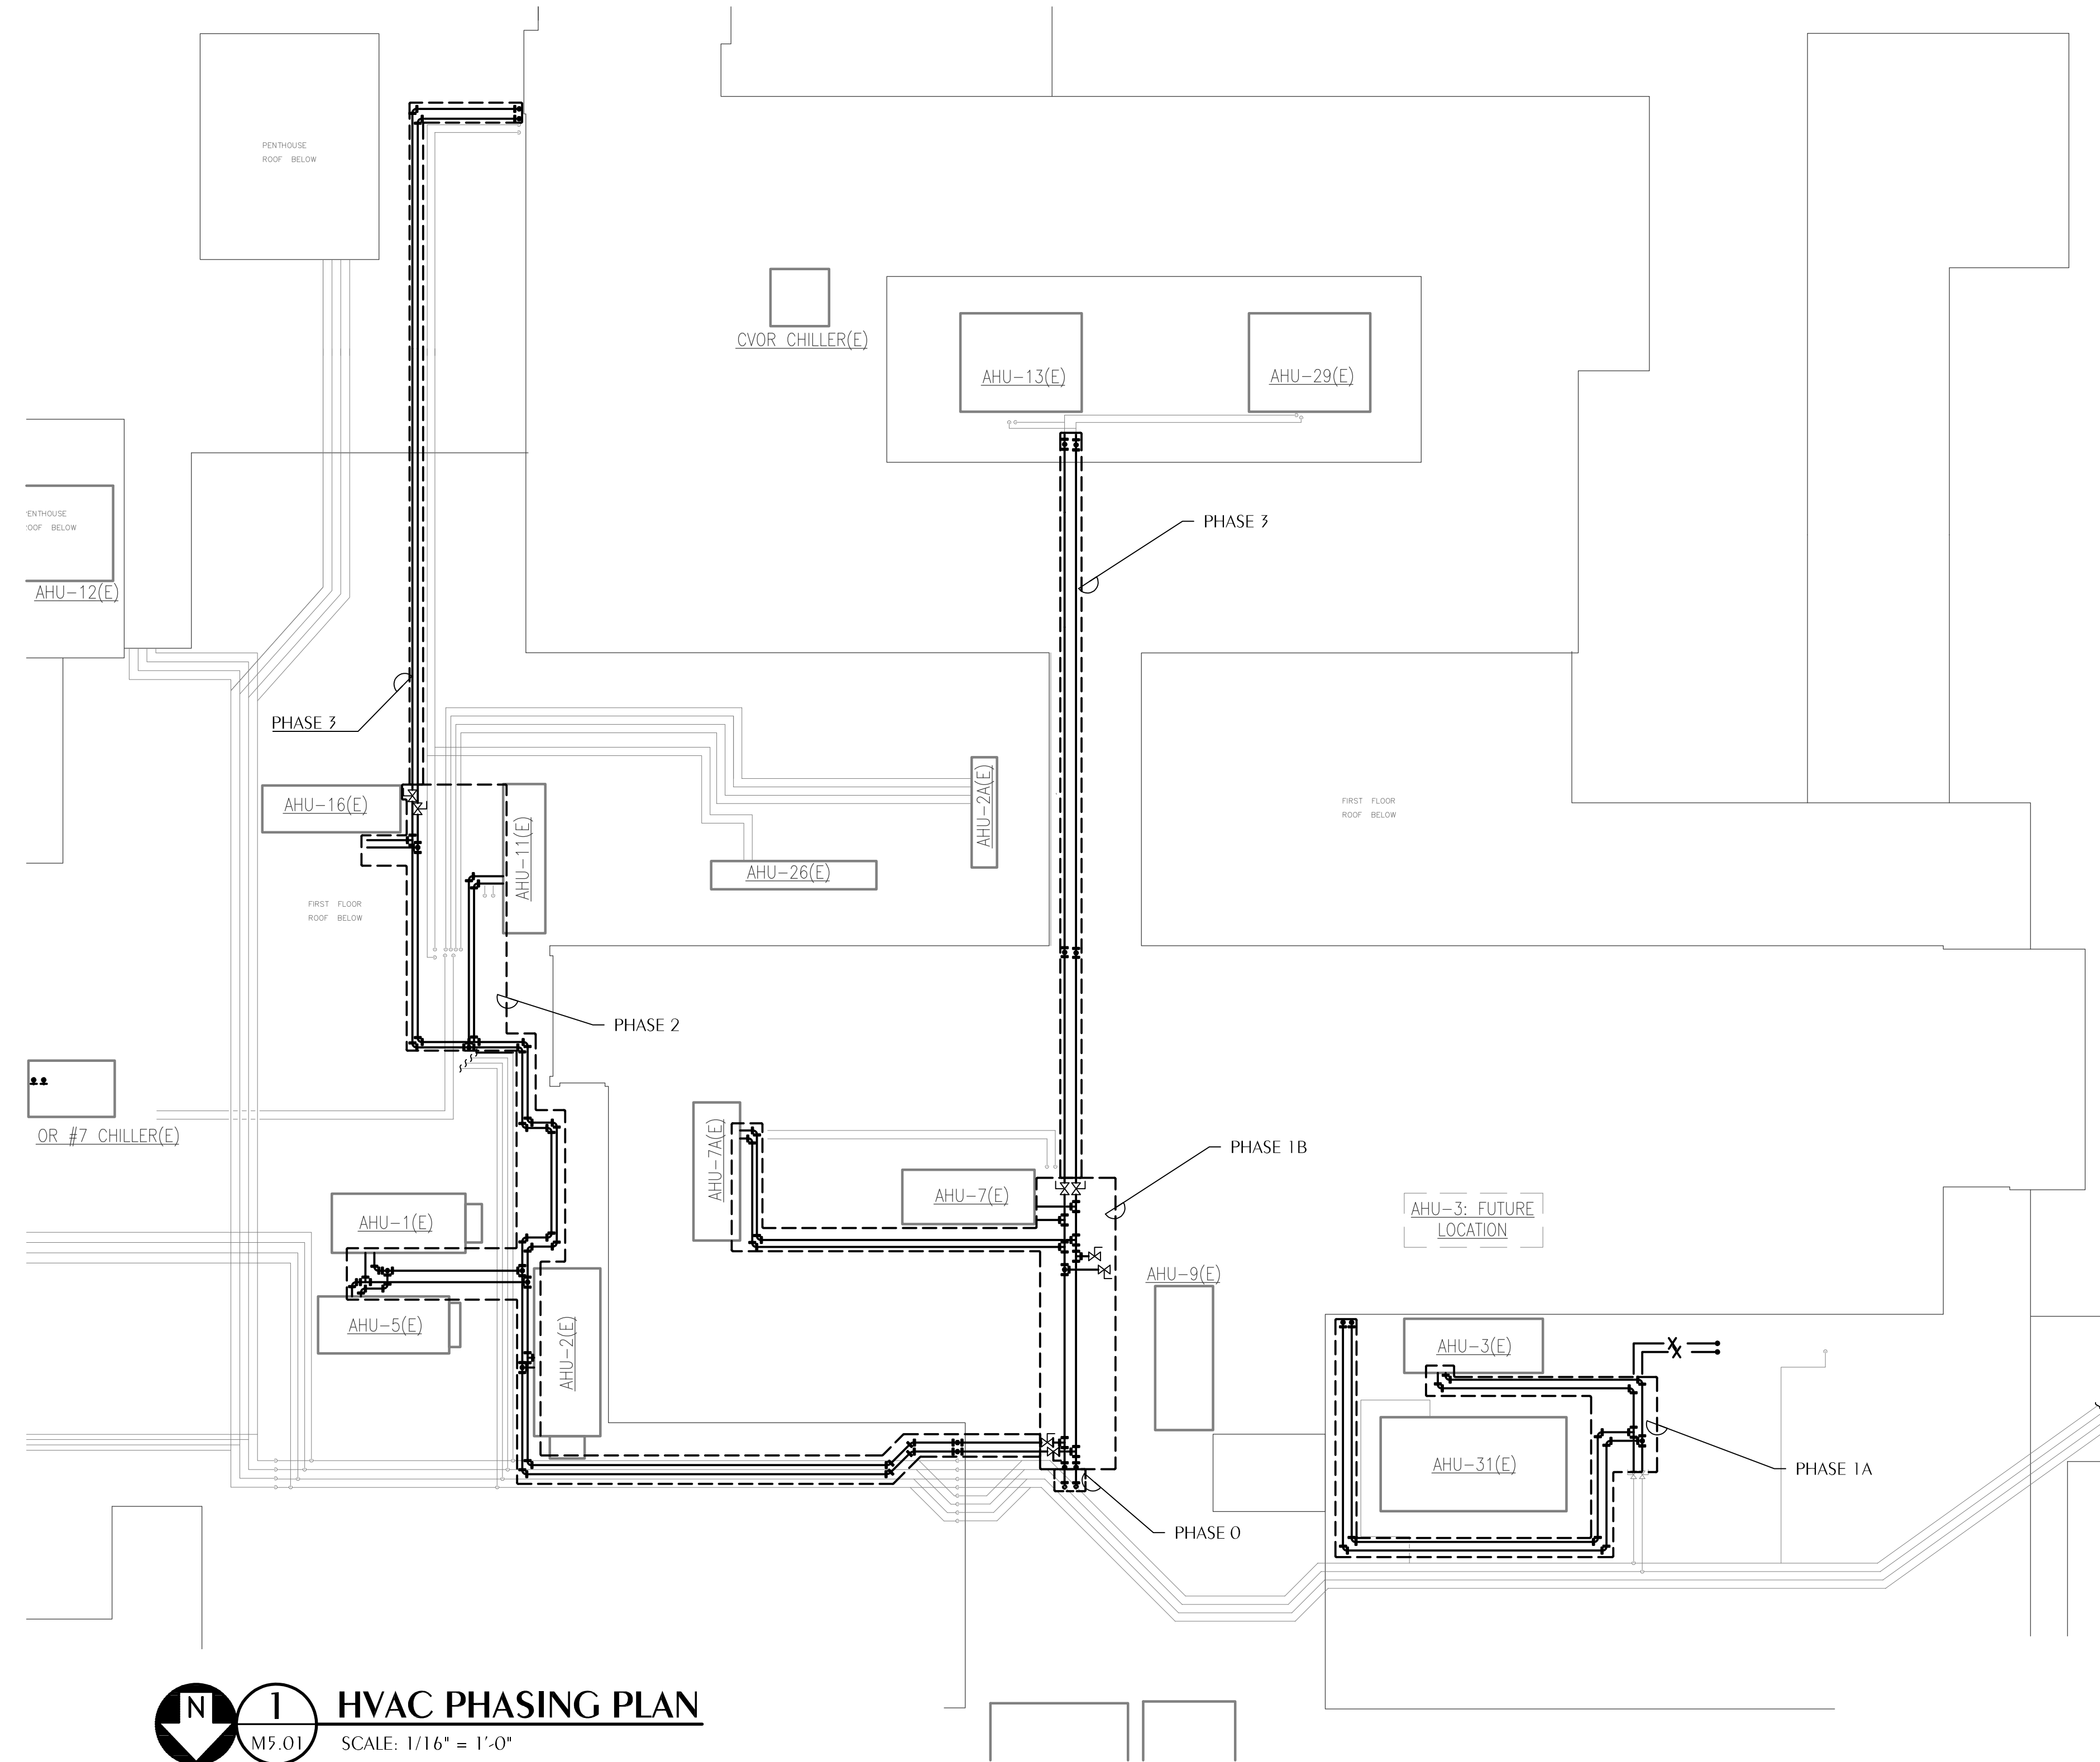 PENTHOUSE
ROOF BELOW
CVOR CHILLER(E)
AHU-13(E)
AHU-29(E)
PHASE 3
PENTHOUSE
ROOF BELOW
AHU-12(E)
PHASE 3
AHU-16(E)
AHU-11(E)
AHU-2A(E)
AHU-26(E)
FIRST FLOOR
ROOF BELOW
FIRST FLOOR
ROOF BELOW
PHASE 2
OR #7 CHILLER(E)
AHU-7A(E)
PHASE 1B
AHU-7(E)
AHU-1(E)
AHU-3: FUTURE
LOCATION
AHU-9(E)
AHU-5(E)
AHU-2(E)
AHU-3(E)
AHU-31(E)
PHASE 1A
PHASE 0
N
1
M5.01
HVAC PHASING PLAN
SCALE: 1/16" = 1'-0"